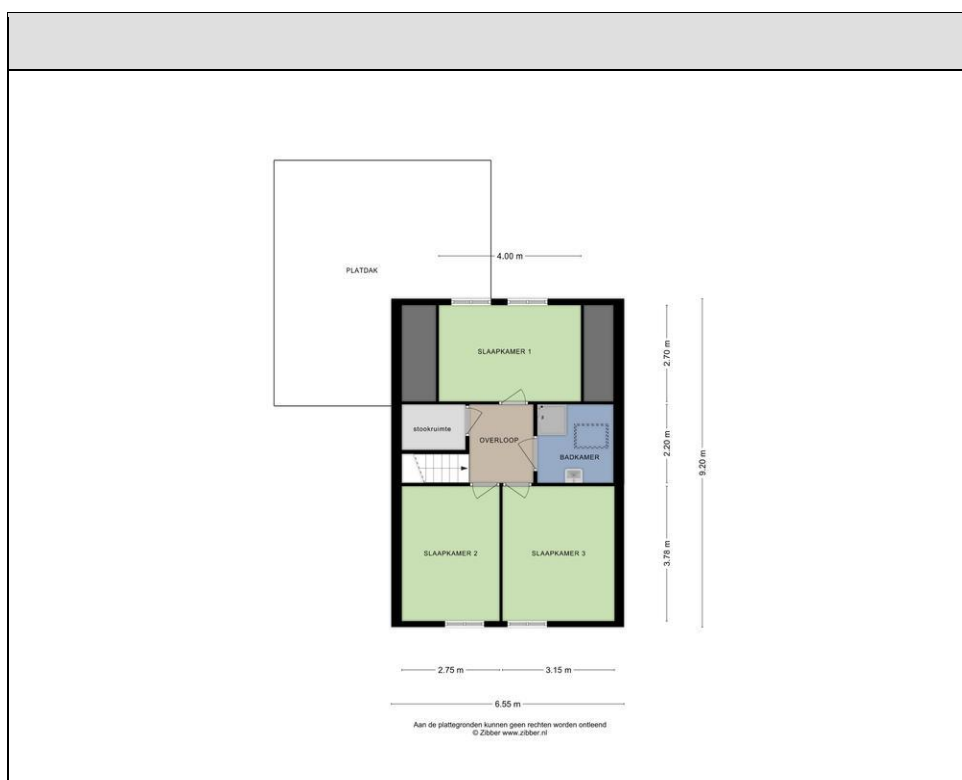 4.00 m
PLATDAK
SLAAPKAMER 1
2.70 m
stookruimte
OVERLOOP
BADKAMER
2.20 m
9.20 m
SLAAPKAMER 2
SLAAPKAMER 3
3.78 m
2.75 m
3.15 m
6.55 m
Aan de plattegronden kunnen geen rechten worden ontleend
© Zibber www.zibber.nl